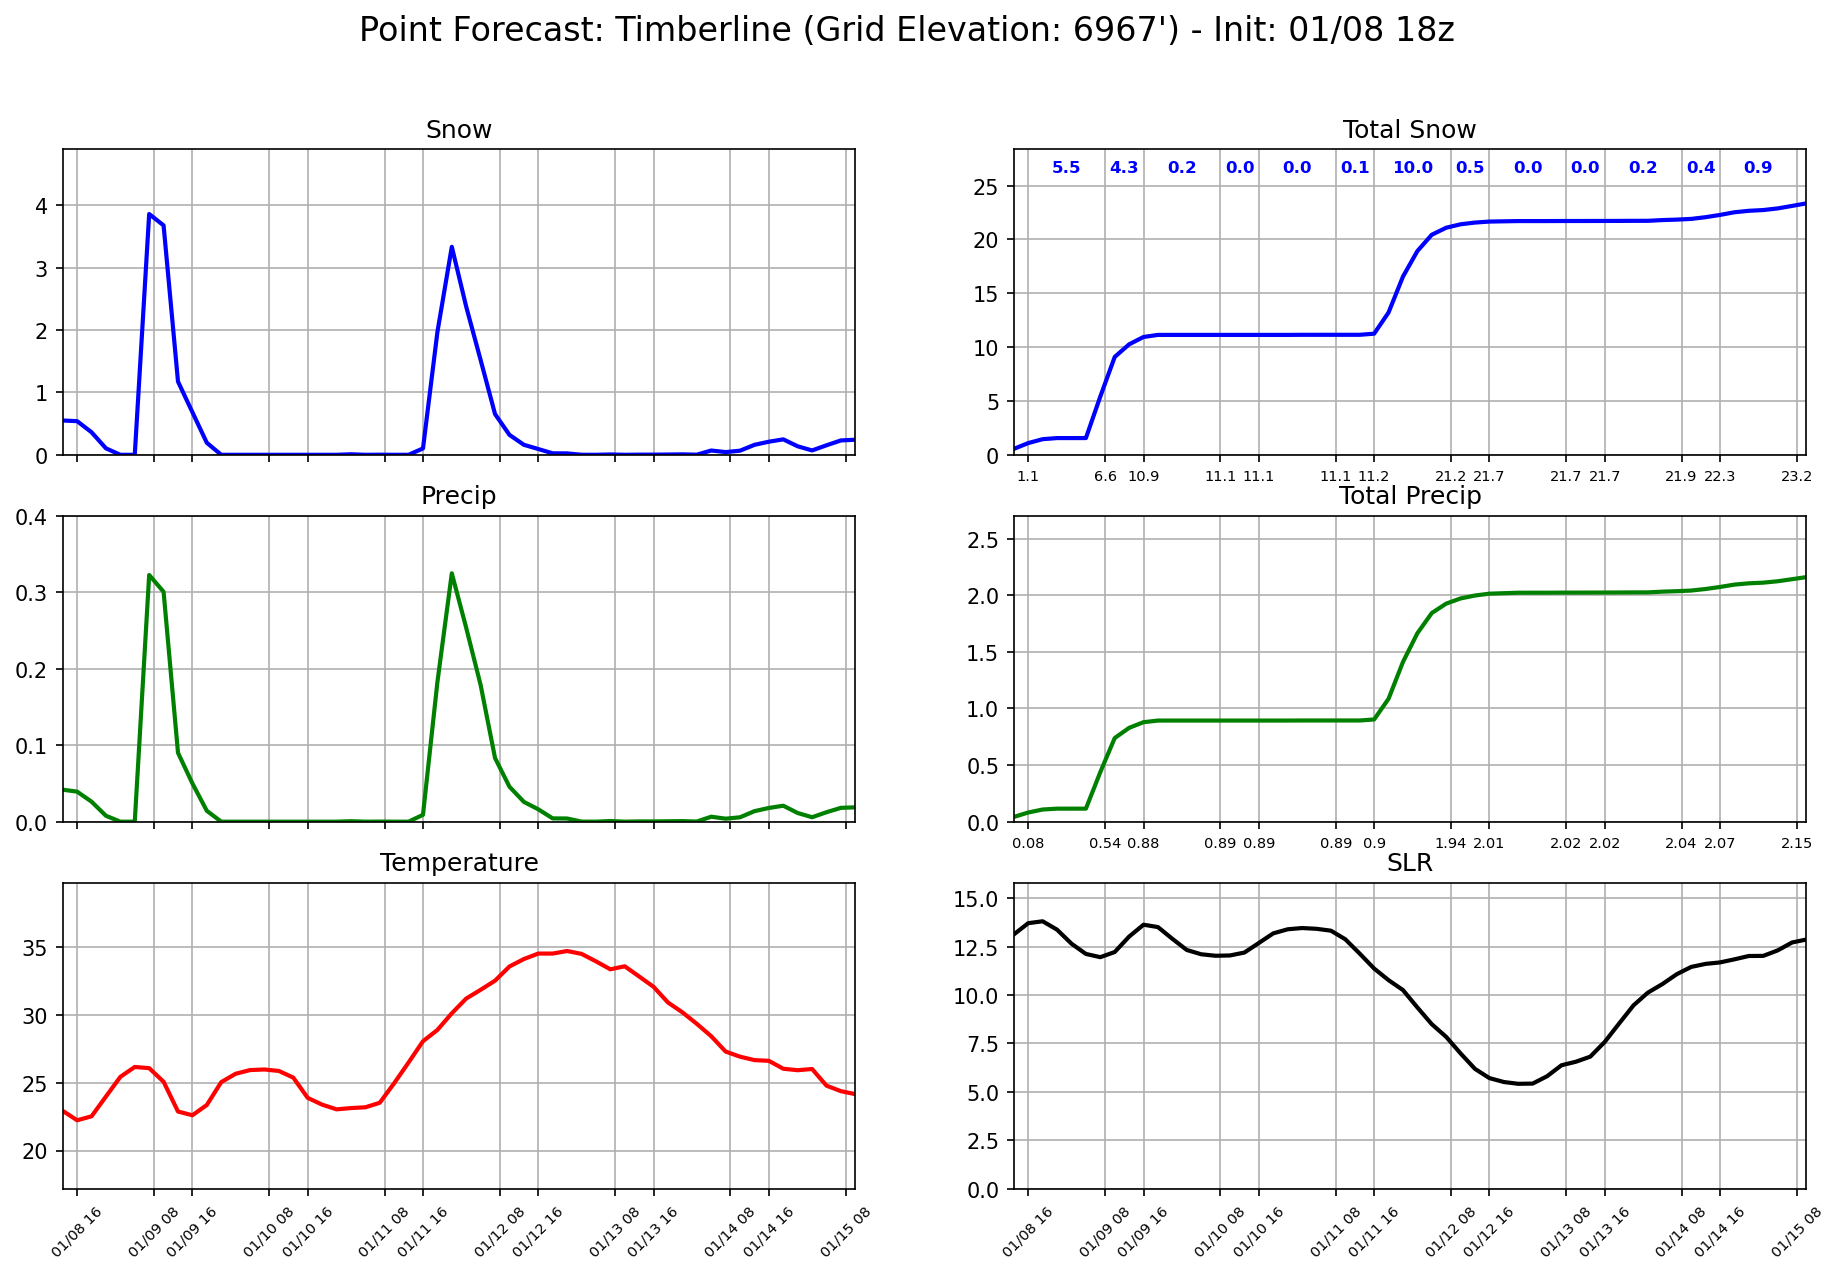 Point Forecast: Timberline (Grid Elevation: 6967') - Init: 01/08 18z
Snow
4
3
2
1
0
Total Snow
5.5 4.3 0.2 0.0 0.0 0.1 10.0 0.5 0.0 0.0 0.2 0.4 0.9
25
20
15
10
5
0
1.1 6.6 10.9 11.1 11.1 11.1 11.2 21.2 21.7 21.7 21.7 21.9 22.3 23.2
Precip
0.4
0.3
0.2
0.1
0.0
Total Precip
2.5
2.0
1.5
1.0
0.5
0.0
0.08 0.54 0.88 0.89 0.89 0.89 0.9 1.94 2.01 2.02 2.02 2.04 2.07 2.15
Temperature
35
30
25
20
01/08 16 01/09 08 01/09 16 01/10 08 01/10 16 01/11 08 01/11 16 01/12 08 01/12 16 01/13 08 01/13 16 01/14 08 01/14 16 01/15 08
SLR
15.0
12.5
10.0
7.5
5.0
2.5
0.0
01/08 16 01/09 08 01/09 16 01/10 08 01/10 16 01/11 08 01/11 16 01/12 08 01/12 16 01/13 08 01/13 16 01/14 08 01/14 16 01/15 08